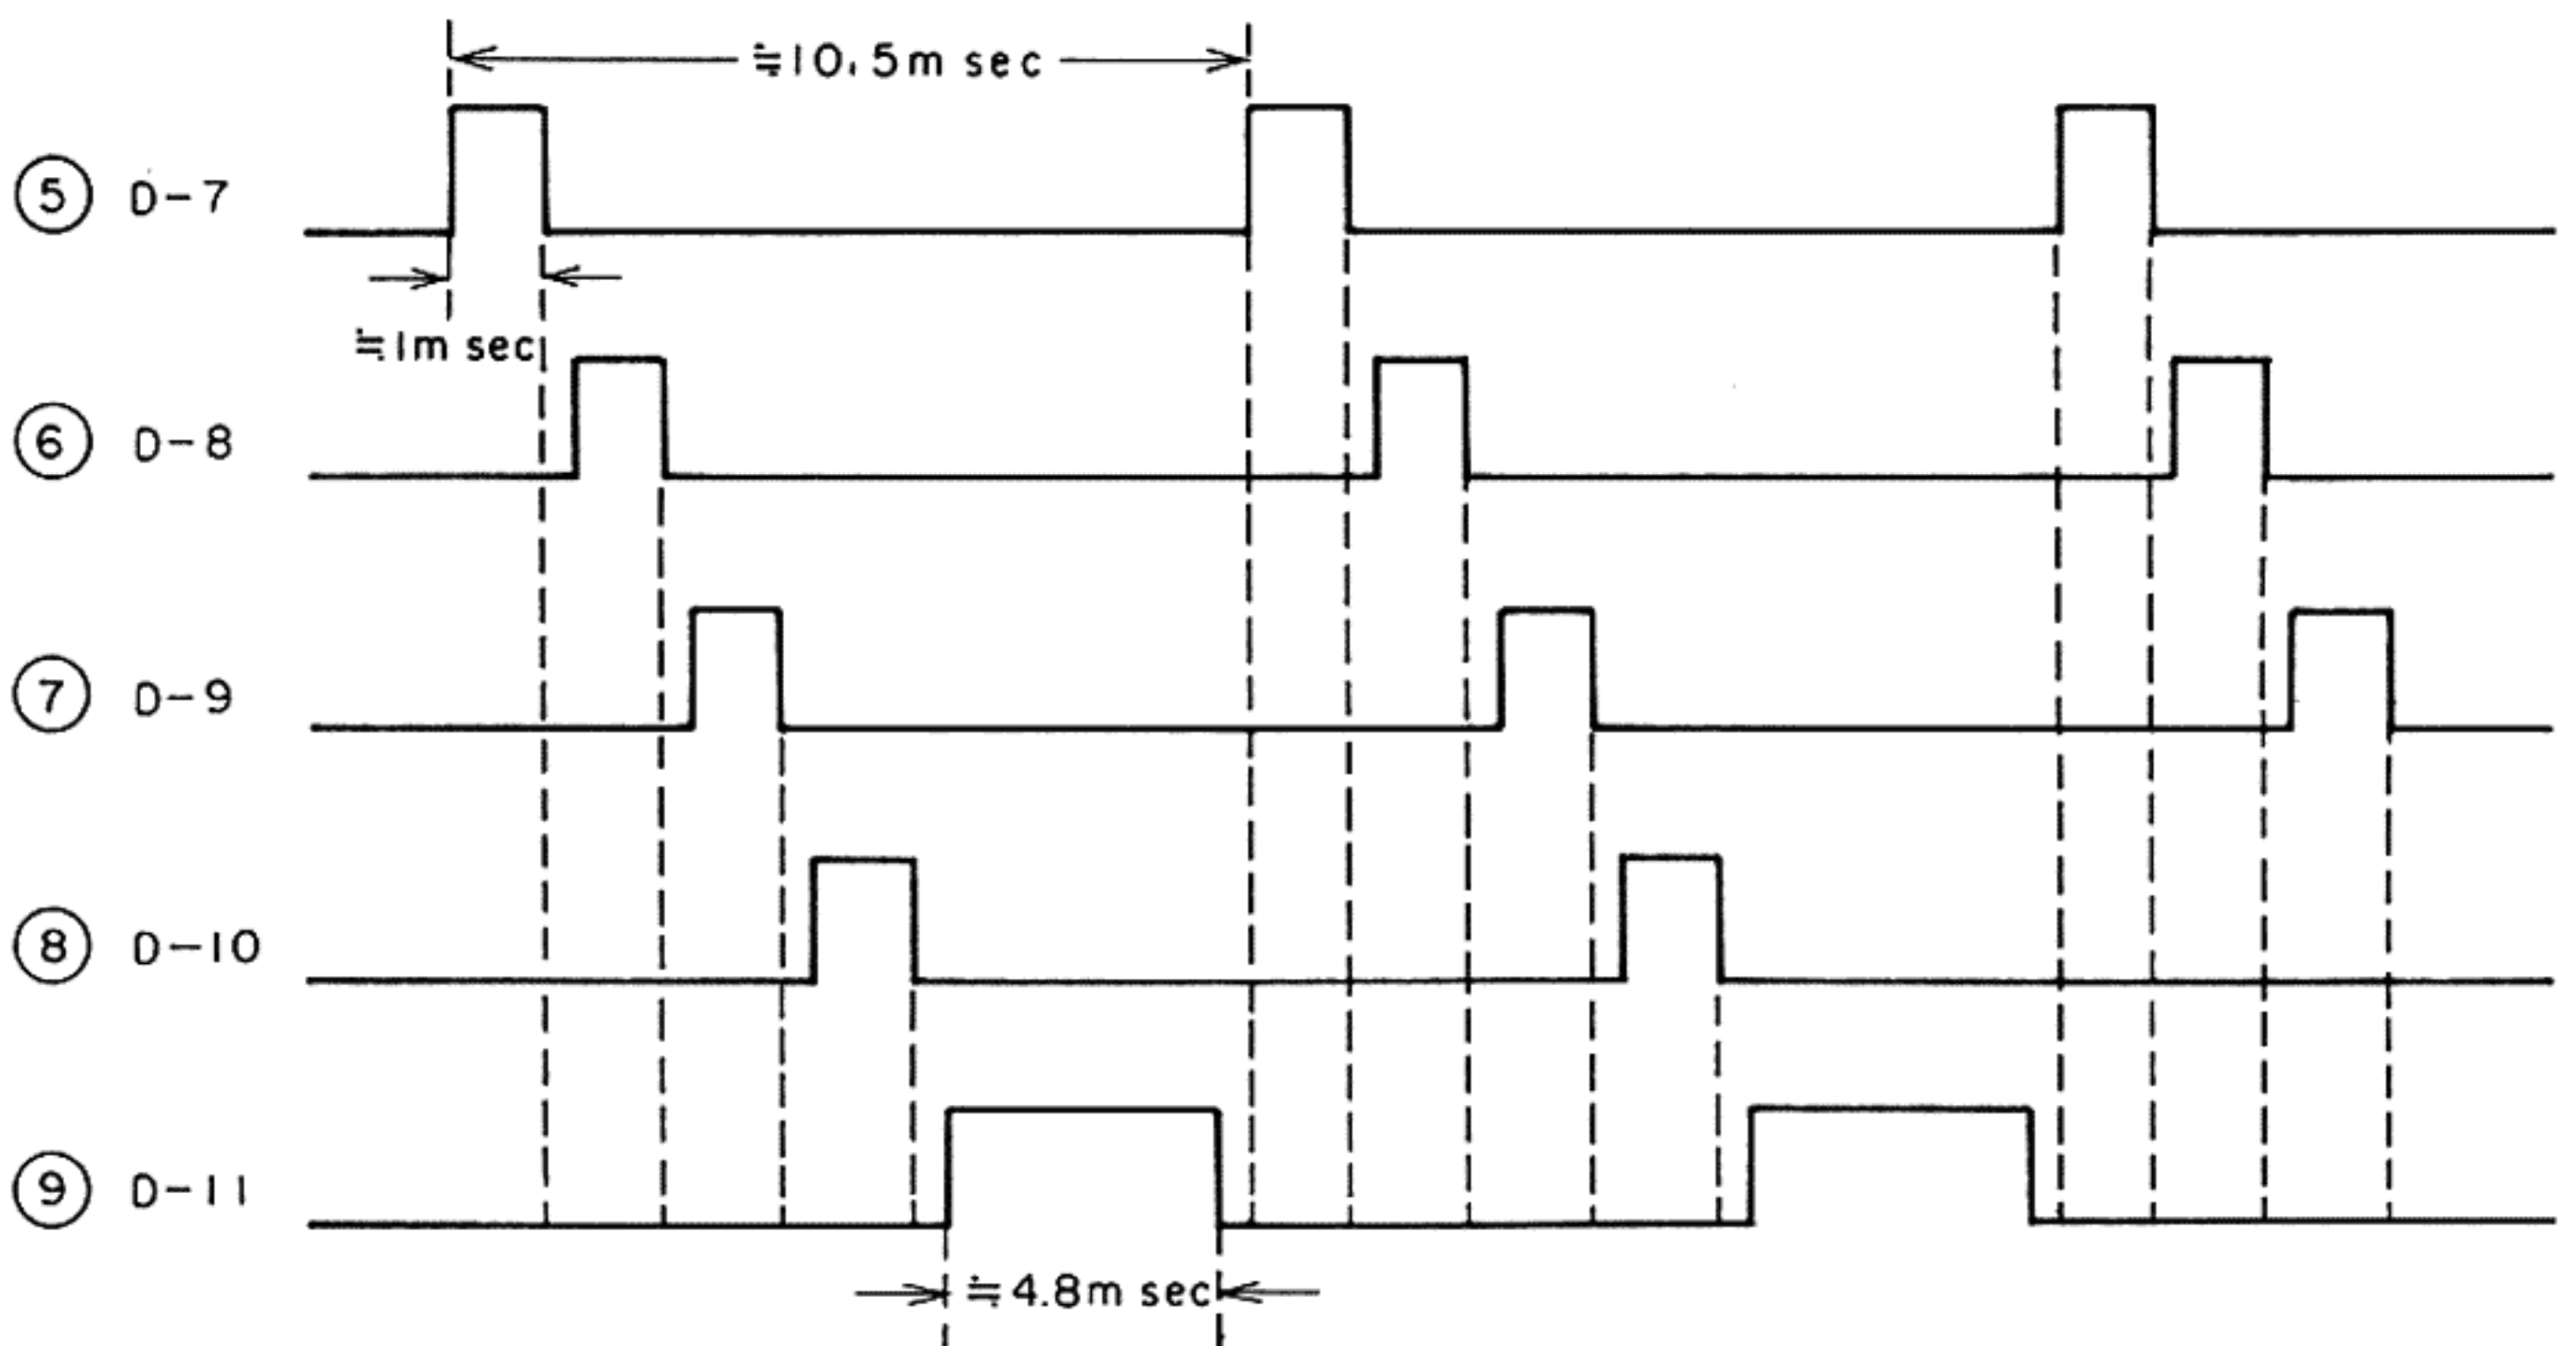 ≒10.5m sec
⑤ D-7
≒1m sec
⑥ D-8
⑦ D-9
⑧ D-10
⑨ D-11
≒4.8m sec